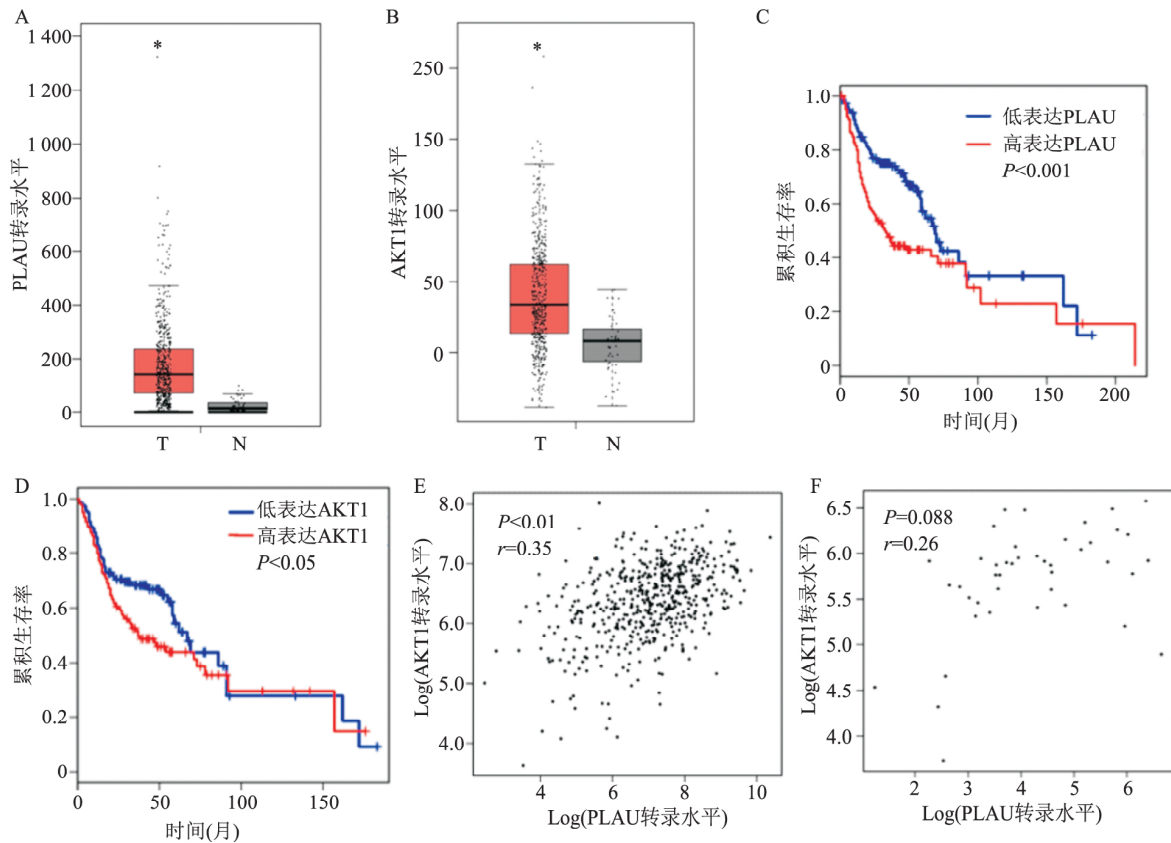 A
PLAU转录水平
1 400
1 200
1 000
800
600
400
200
0
*
T
N
B
AKT1转录水平
250
150
100
50
0
*
T
N
C
累积生存率
1.0
0.8
0.6
0.4
0.2
0
低表达PLAU
高表达PLAU
P<0.001
0
50
100
150
200
时间(月)
D
累积生存率
1.0
0.8
0.6
0.4
0.2
0
低表达AKT1
高表达AKT1
P<0.05
0
50
100
150
时间(月)
E
Log(AKT1转录水平)
8.0
7.0
6.0
5.0
4.0
P<0.01
r=0.35
4
6
8
10
Log(PLAU转录水平)
F
Log(AKT1转录水平)
6.5
6.0
5.5
5.0
4.5
4.0
P=0.088
r=0.26
2
3
4
5
6
Log(PLAU转录水平)